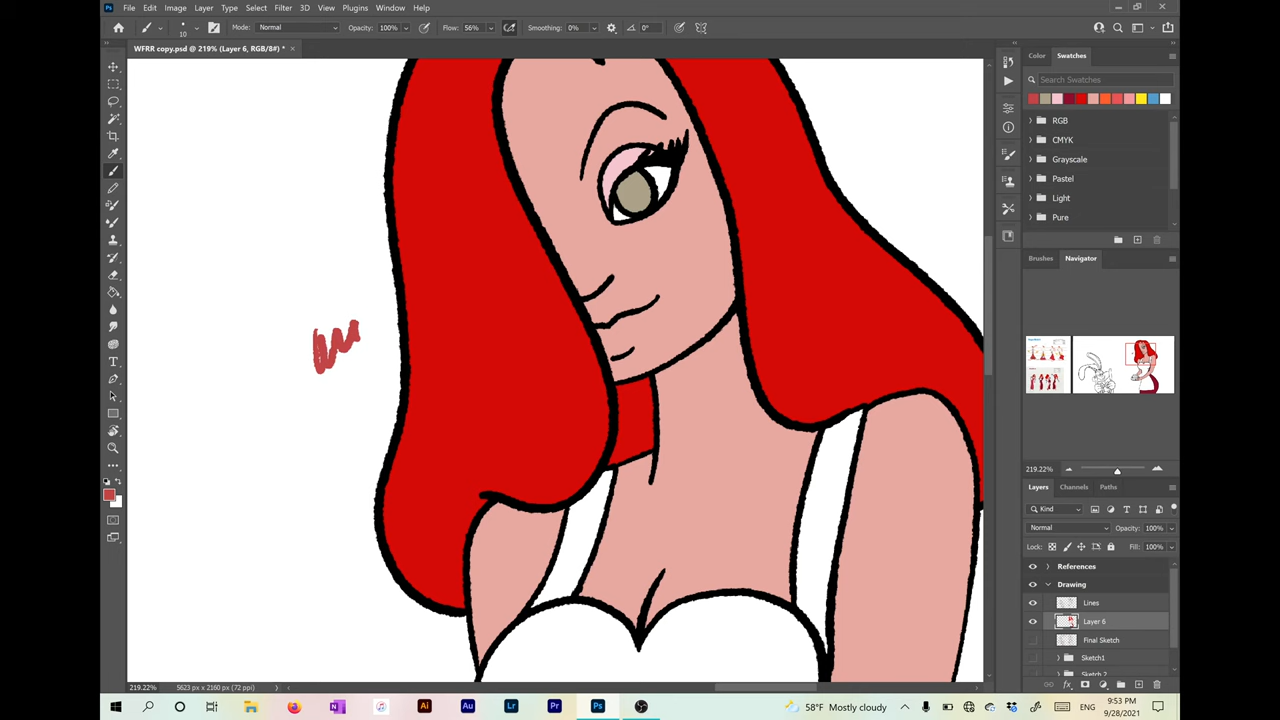 File Edit Image Layer Type Select Filter 3D View Plugins Window Help
10 Mode: Normal Opacity: 100% Flow: 56% Smoothing: 0% 0°
WFRR copy.psd @ 219% (Layer 6, RGB/8#) *
Color Swatches
Search Swatches
RGB
CMYK
Grayscale
Pastel
Light
Pure
Brushes Navigator
219.22%
Layers Channels Paths
Kind
Normal Opacity: 100%
Lock: Fill: 100%
References
Drawing
Lines
Layer 6
Final Sketch
Sketch1
Sketch 2
219.22% 5623 px x 2160 px (72 ppi)
58°F Mostly cloudy ENG 9:53 PM
9/28/2021